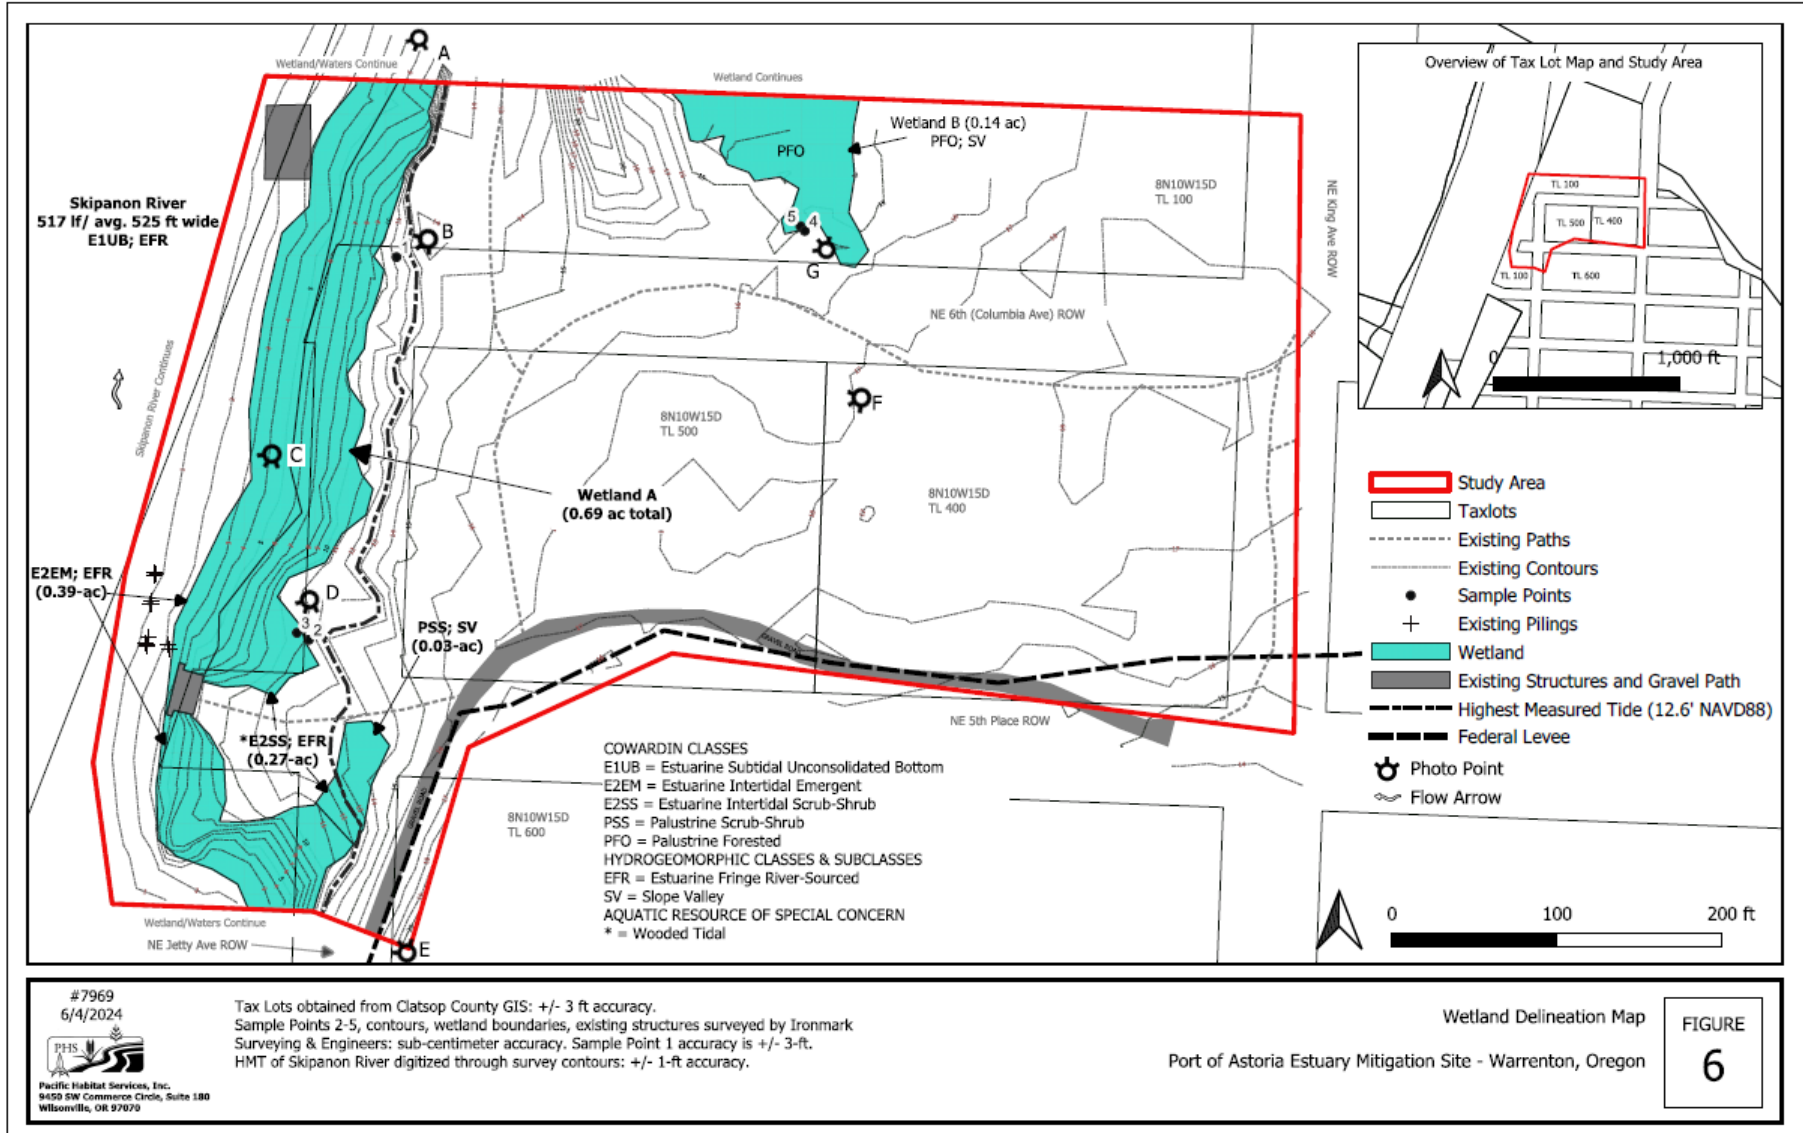 Wetland/Waters Continue
A
Wetland Continues
Overview of Tax Lot Map and Study Area
Wetland B (0.14 ac)
PFO; SV
PFO
8N10W15D
TL 100
NE King Ave ROW
TL 100
TL 500
TL 400
TL 100
TL 600
0
1,000 ft
Skipanon River
517 lf/ avg. 525 ft wide
E1UB; EFR
1
B
5
4
G
NE 6th (Columbia Ave) ROW
Skipanon River Continues
F
8N10W15D
TL 500
C
Wetland A
(0.69 ac total)
8N10W15D
TL 400
Study Area
Taxlots
Existing Paths
Existing Contours
Sample Points
Existing Pilings
Wetland
Existing Structures and Gravel Path
Highest Measured Tide (12.6' NAVD88)
Federal Levee
Photo Point
Flow Arrow
E2EM; EFR
(0.39-ac)
D
3
2
PSS; SV
(0.03-ac)
GRAVEL ROAD
NE 5th Place ROW
*E2SS; EFR
(0.27-ac)
GRAVEL ROAD
8N10W15D
TL 600
COWARDIN CLASSES
E1UB = Estuarine Subtidal Unconsolidated Bottom
E2EM = Estuarine Intertidal Emergent
E2SS = Estuarine Intertidal Scrub-Shrub
PSS = Palustrine Scrub-Shrub
PFO = Palustrine Forested
HYDROGEOMORPHIC CLASSES & SUBCLASSES
EFR = Estuarine Fringe River-Sourced
SV = Slope Valley
AQUATIC RESOURCE OF SPECIAL CONCERN
* = Wooded Tidal
0
100
200 ft
Wetland/Waters Continue
NE Jetty Ave ROW
E
#7969
6/4/2024
PHS
Pacific Habitat Services, Inc.
9450 SW Commerce Circle, Suite 180
Wilsonville, OR 97070
Tax Lots obtained from Clatsop County GIS: +/- 3 ft accuracy.
Sample Points 2-5, contours, wetland boundaries, existing structures surveyed by Ironmark
Surveying & Engineers: sub-centimeter accuracy. Sample Point 1 accuracy is +/- 3-ft.
HMT of Skipanon River digitized through survey contours: +/- 1-ft accuracy.
Wetland Delineation Map
Port of Astoria Estuary Mitigation Site - Warrenton, Oregon
FIGURE
6